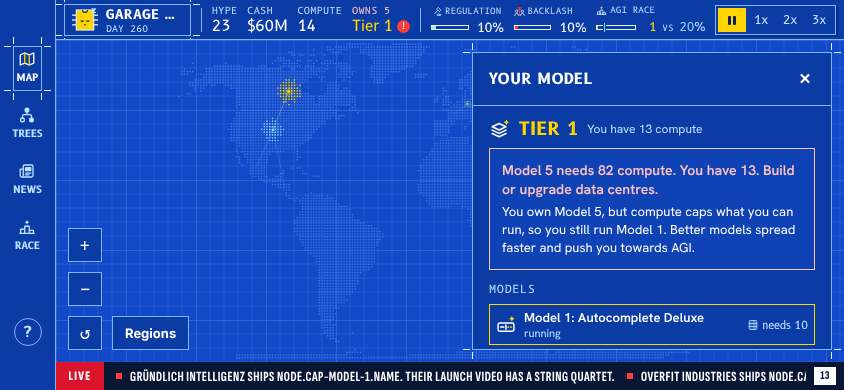 GARAGE ...
DAY 260
HYPE
23
CASH
$60M
COMPUTE
14
OWNS 5
Tier 1 !
REGULATION
10%
BACKLASH
10%
AGI RACE
1 VS 20%
1x 2x 3x
MAP
TREES
NEWS
RACE
?
+
−
↺
Regions
YOUR MODEL
×
TIER 1 You have 13 compute
Model 5 needs 82 compute. You have 13. Build
or upgrade data centres.
You own Model 5, but compute caps what you can
run, so you still run Model 1. Better models spread
faster and push you towards AGI.
MODELS
Model 1: Autocomplete Deluxe
running
needs 10
LIVE
GRÜNDLICH INTELLIGENZ SHIPS NODE.CAP-MODEL-1.NAME. THEIR LAUNCH VIDEO HAS A STRING QUARTET. OVERFIT INDUSTRIES SHIPS NODE.CA
13